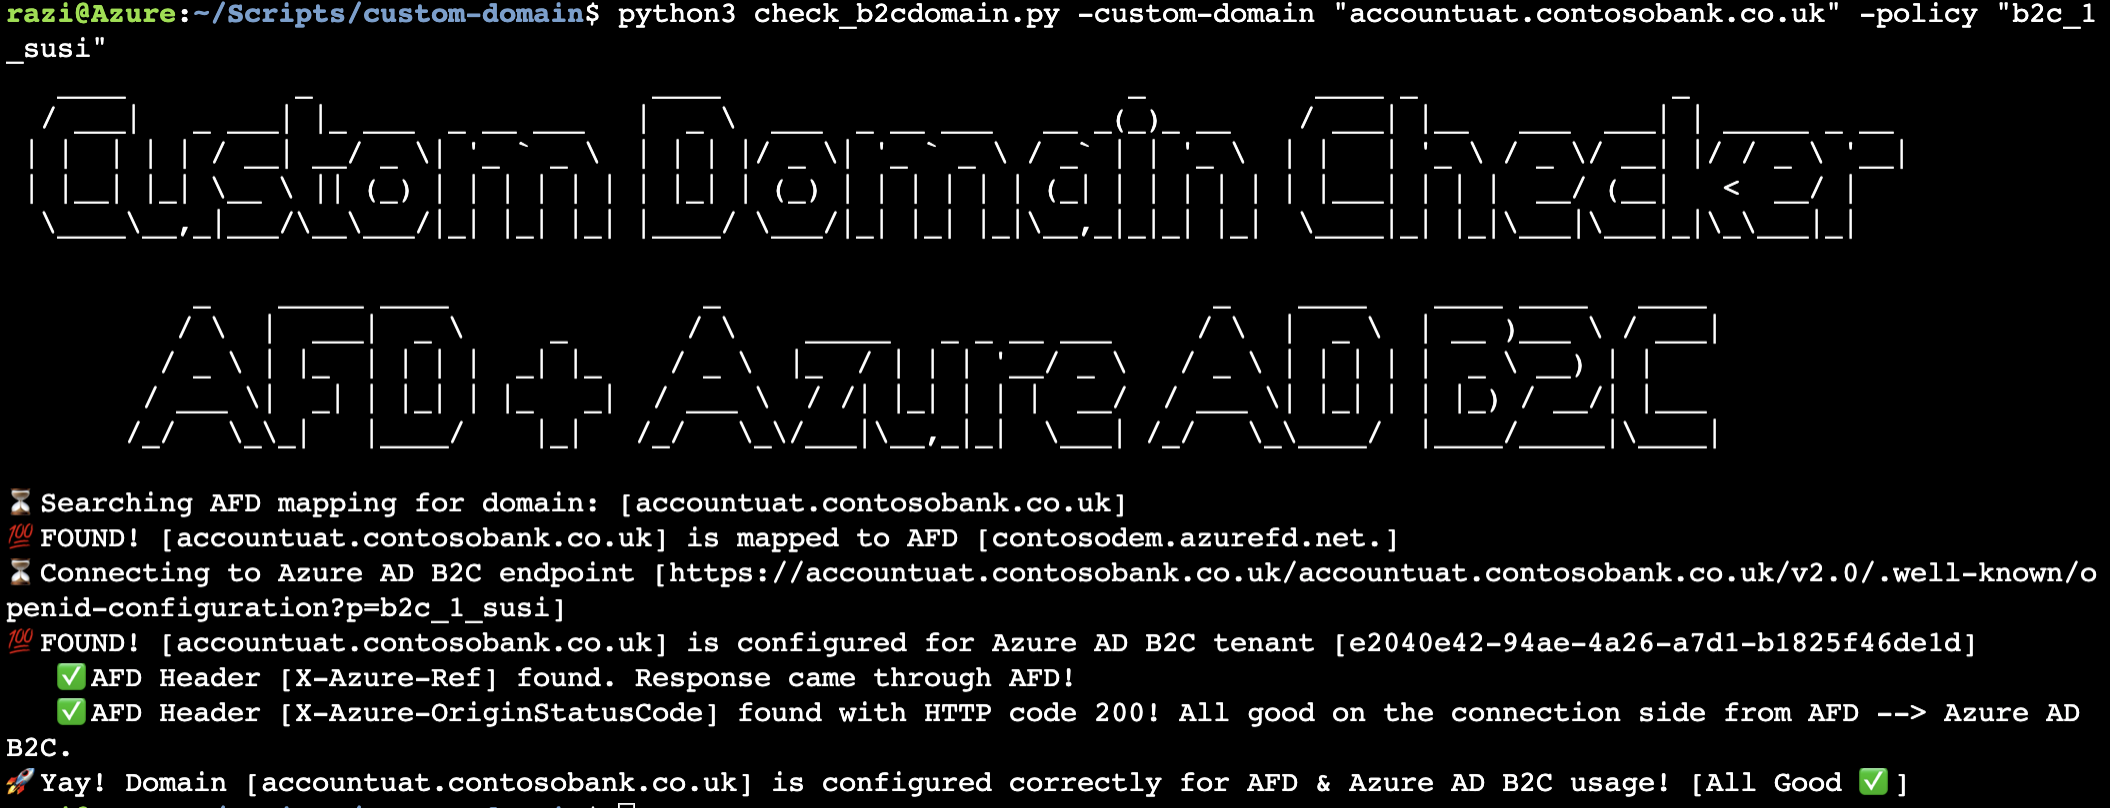 razi@Azure:~/Scripts/custom-domain$ python3 check_b2cdomain.py -custom-domain "accountuat.contosobank.co.uk" -policy "b2c_1
_susi"
Custom Domain Checker
AFD + Azure AD B2C
⏳Searching AFD mapping for domain: [accountuat.contosobank.co.uk]
💯FOUND! [accountuat.contosobank.co.uk] is mapped to AFD [contosodem.azurefd.net.]
⏳Connecting to Azure AD B2C endpoint [https://accountuat.contosobank.co.uk/accountuat.contosobank.co.uk/v2.0/.well-known/o
penid-configuration?p=b2c_1_susi]
💯FOUND! [accountuat.contosobank.co.uk] is configured for Azure AD B2C tenant [e2040e42-94ae-4a26-a7d1-b1825f46de1d]
✅AFD Header [X-Azure-Ref] found. Response came through AFD!
✅AFD Header [X-Azure-OriginStatusCode] found with HTTP code 200! All good on the connection side from AFD --> Azure AD
B2C.
🚀Yay! Domain [accountuat.contosobank.co.uk] is configured correctly for AFD & Azure AD B2C usage! [All Good ✅]